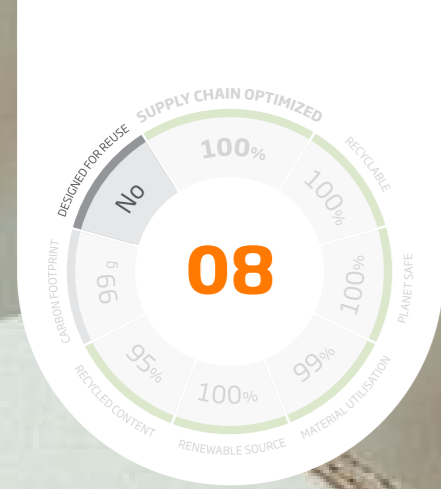 SUPPLY CHAIN OPTIMIZED
100%
RECYCLABLE
100%
PLANET SAFE
100%
MATERIAL UTILISATION
99%
RENEWABLE SOURCE
100%
RECYCLED CONTENT
95%
CARBON FOOTPRINT
66 g
DESIGNED FOR REUSE
No
08